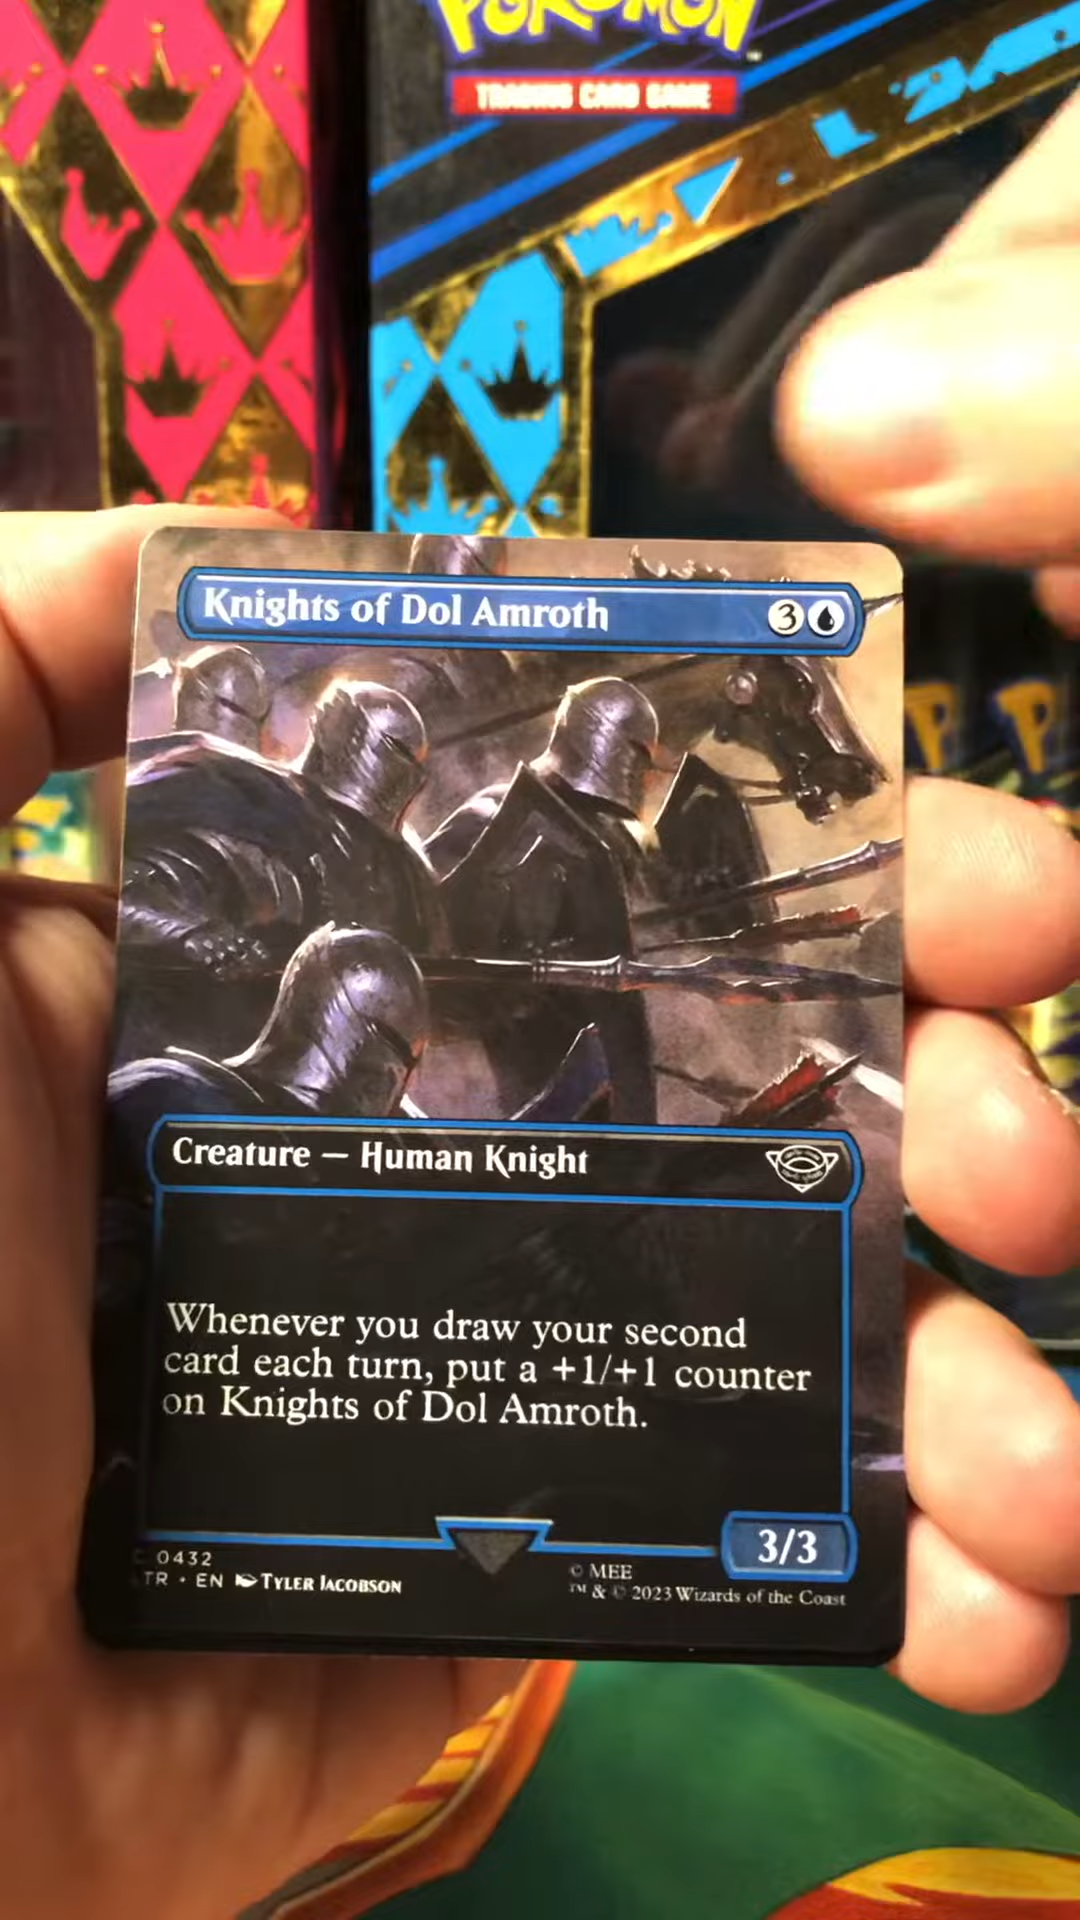 POKÉMON
TRADING CARD GAME
Knights of Dol Amroth
3
Creature — Human Knight
Whenever you draw your second
card each turn, put a +1/+1 counter
on Knights of Dol Amroth.
3/3
C 0432
TR • EN TYLER JACOBSON
© MEE
™ & © 2023 Wizards of the Coast